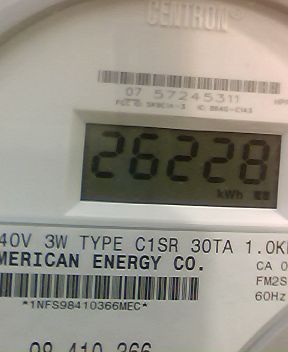 CENTRON®
07 57245311
26228
kWh
40V 3W TYPE C1SR 30TA 1.0K
MERICAN ENERGY CO.
CA 0
FM2S
60Hz
*1NFS98410366MEC*
98 410 366